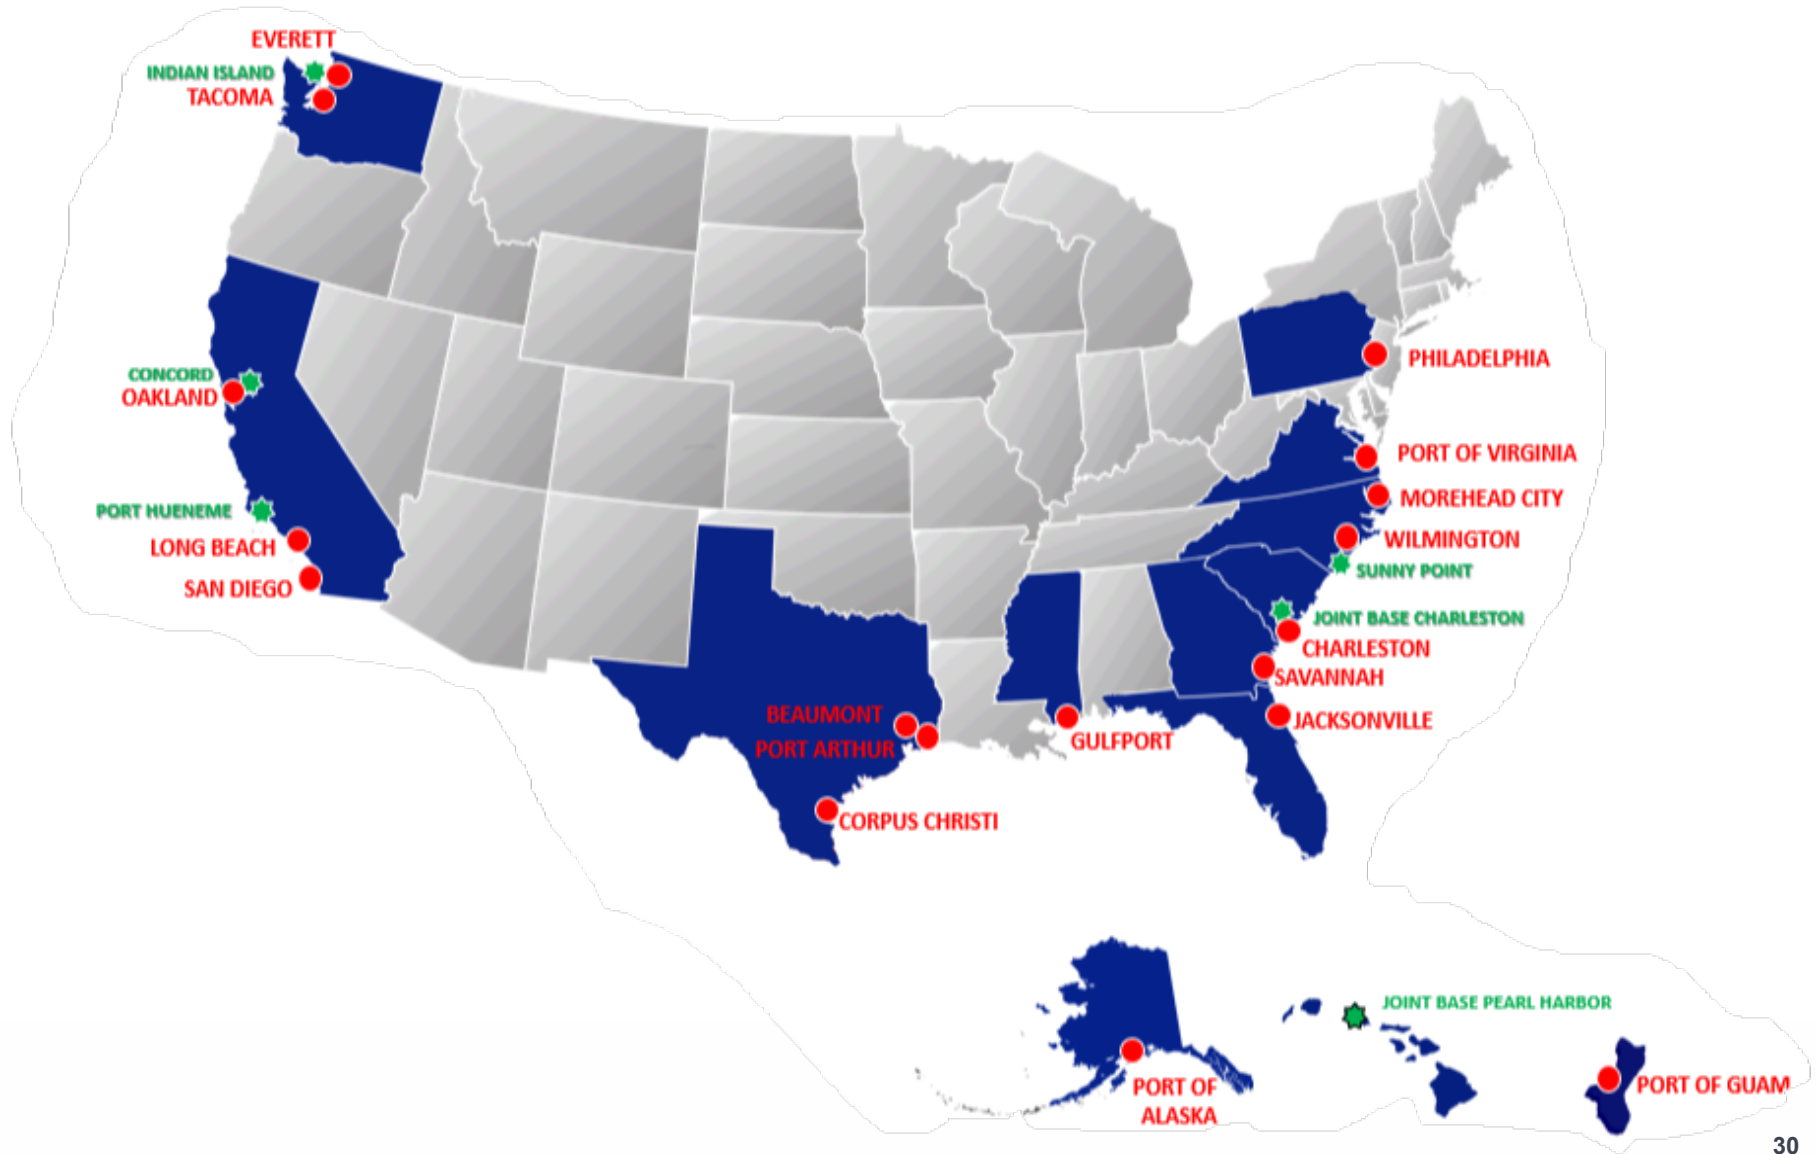 EVERETT
INDIAN ISLAND
TACOMA
CONCORD
OAKLAND
PORT HUENEME
LONG BEACH
SAN DIEGO
PHILADELPHIA
PORT OF VIRGINIA
MOREHEAD CITY
WILMINGTON
SUNNY POINT
JOINT BASE CHARLESTON
CHARLESTON
SAVANNAH
JACKSONVILLE
BEAUMONT
PORT ARTHUR
GULFPORT
CORPUS CHRISTI
JOINT BASE PEARL HARBOR
PORT OF
ALASKA
PORT OF GUAM
30